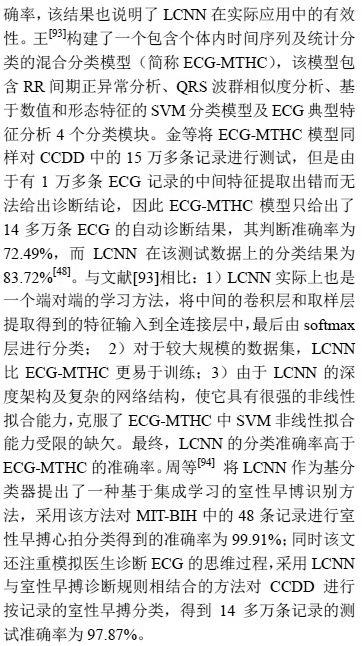 确率，该结果也说明了 LCNN 在实际应用中的有效
性。王[93]构建了一个包含个体内时间序列及统计分
类的混合分类模型（简称 ECG-MTHC），该模型包
含 RR 间期正异常分析、QRS 波群相似度分析、基
于数值和形态特征的 SVM 分类模型及 ECG 典型特
征分析 4 个分类模块。金等将 ECG-MTHC 模型同
样对 CCDD 中的 15 万多条记录进行测试，但是由
于有 1 万多条 ECG 记录的中间特征提取出错而无
法给出诊断结论，因此 ECG-MTHC 模型只给出了
14 多万条 ECG 的自动诊断结果，其判断准确率为
72.49%，而 LCNN 在该测试数据上的分类结果为
83.72%[48]。与文献[93]相比：1）LCNN 实际上也是
一个端对端的学习方法，将中间的卷积层和取样层
提取得到的特征输入到全连接层中，最后由 softmax
层进行分类； 2）对于较大规模的数据集，LCNN
比 ECG-MTHC 更易于训练；3）由于 LCNN 的深
度架构及复杂的网络结构，使它具有很强的非线性
拟合能力，克服了 ECG-MTHC 中 SVM 非线性拟合
能力受限的缺欠。最终，LCNN 的分类准确率高于
ECG-MTHC 的准确率。周等[94] 将 LCNN 作为基分
类器提出了一种基于集成学习的室性早博识别方
法，采用该方法对 MIT-BIH 中的 48 条记录进行室
性早搏心拍分类得到的准确率为 99.91%；同时该文
还注重模拟医生诊断 ECG 的思维过程，采用 LCNN
与室性早搏诊断规则相结合的方法对 CCDD 进行
按记录的室性早搏分类，得到 14 多万条记录的测
试准确率为 97.87%。